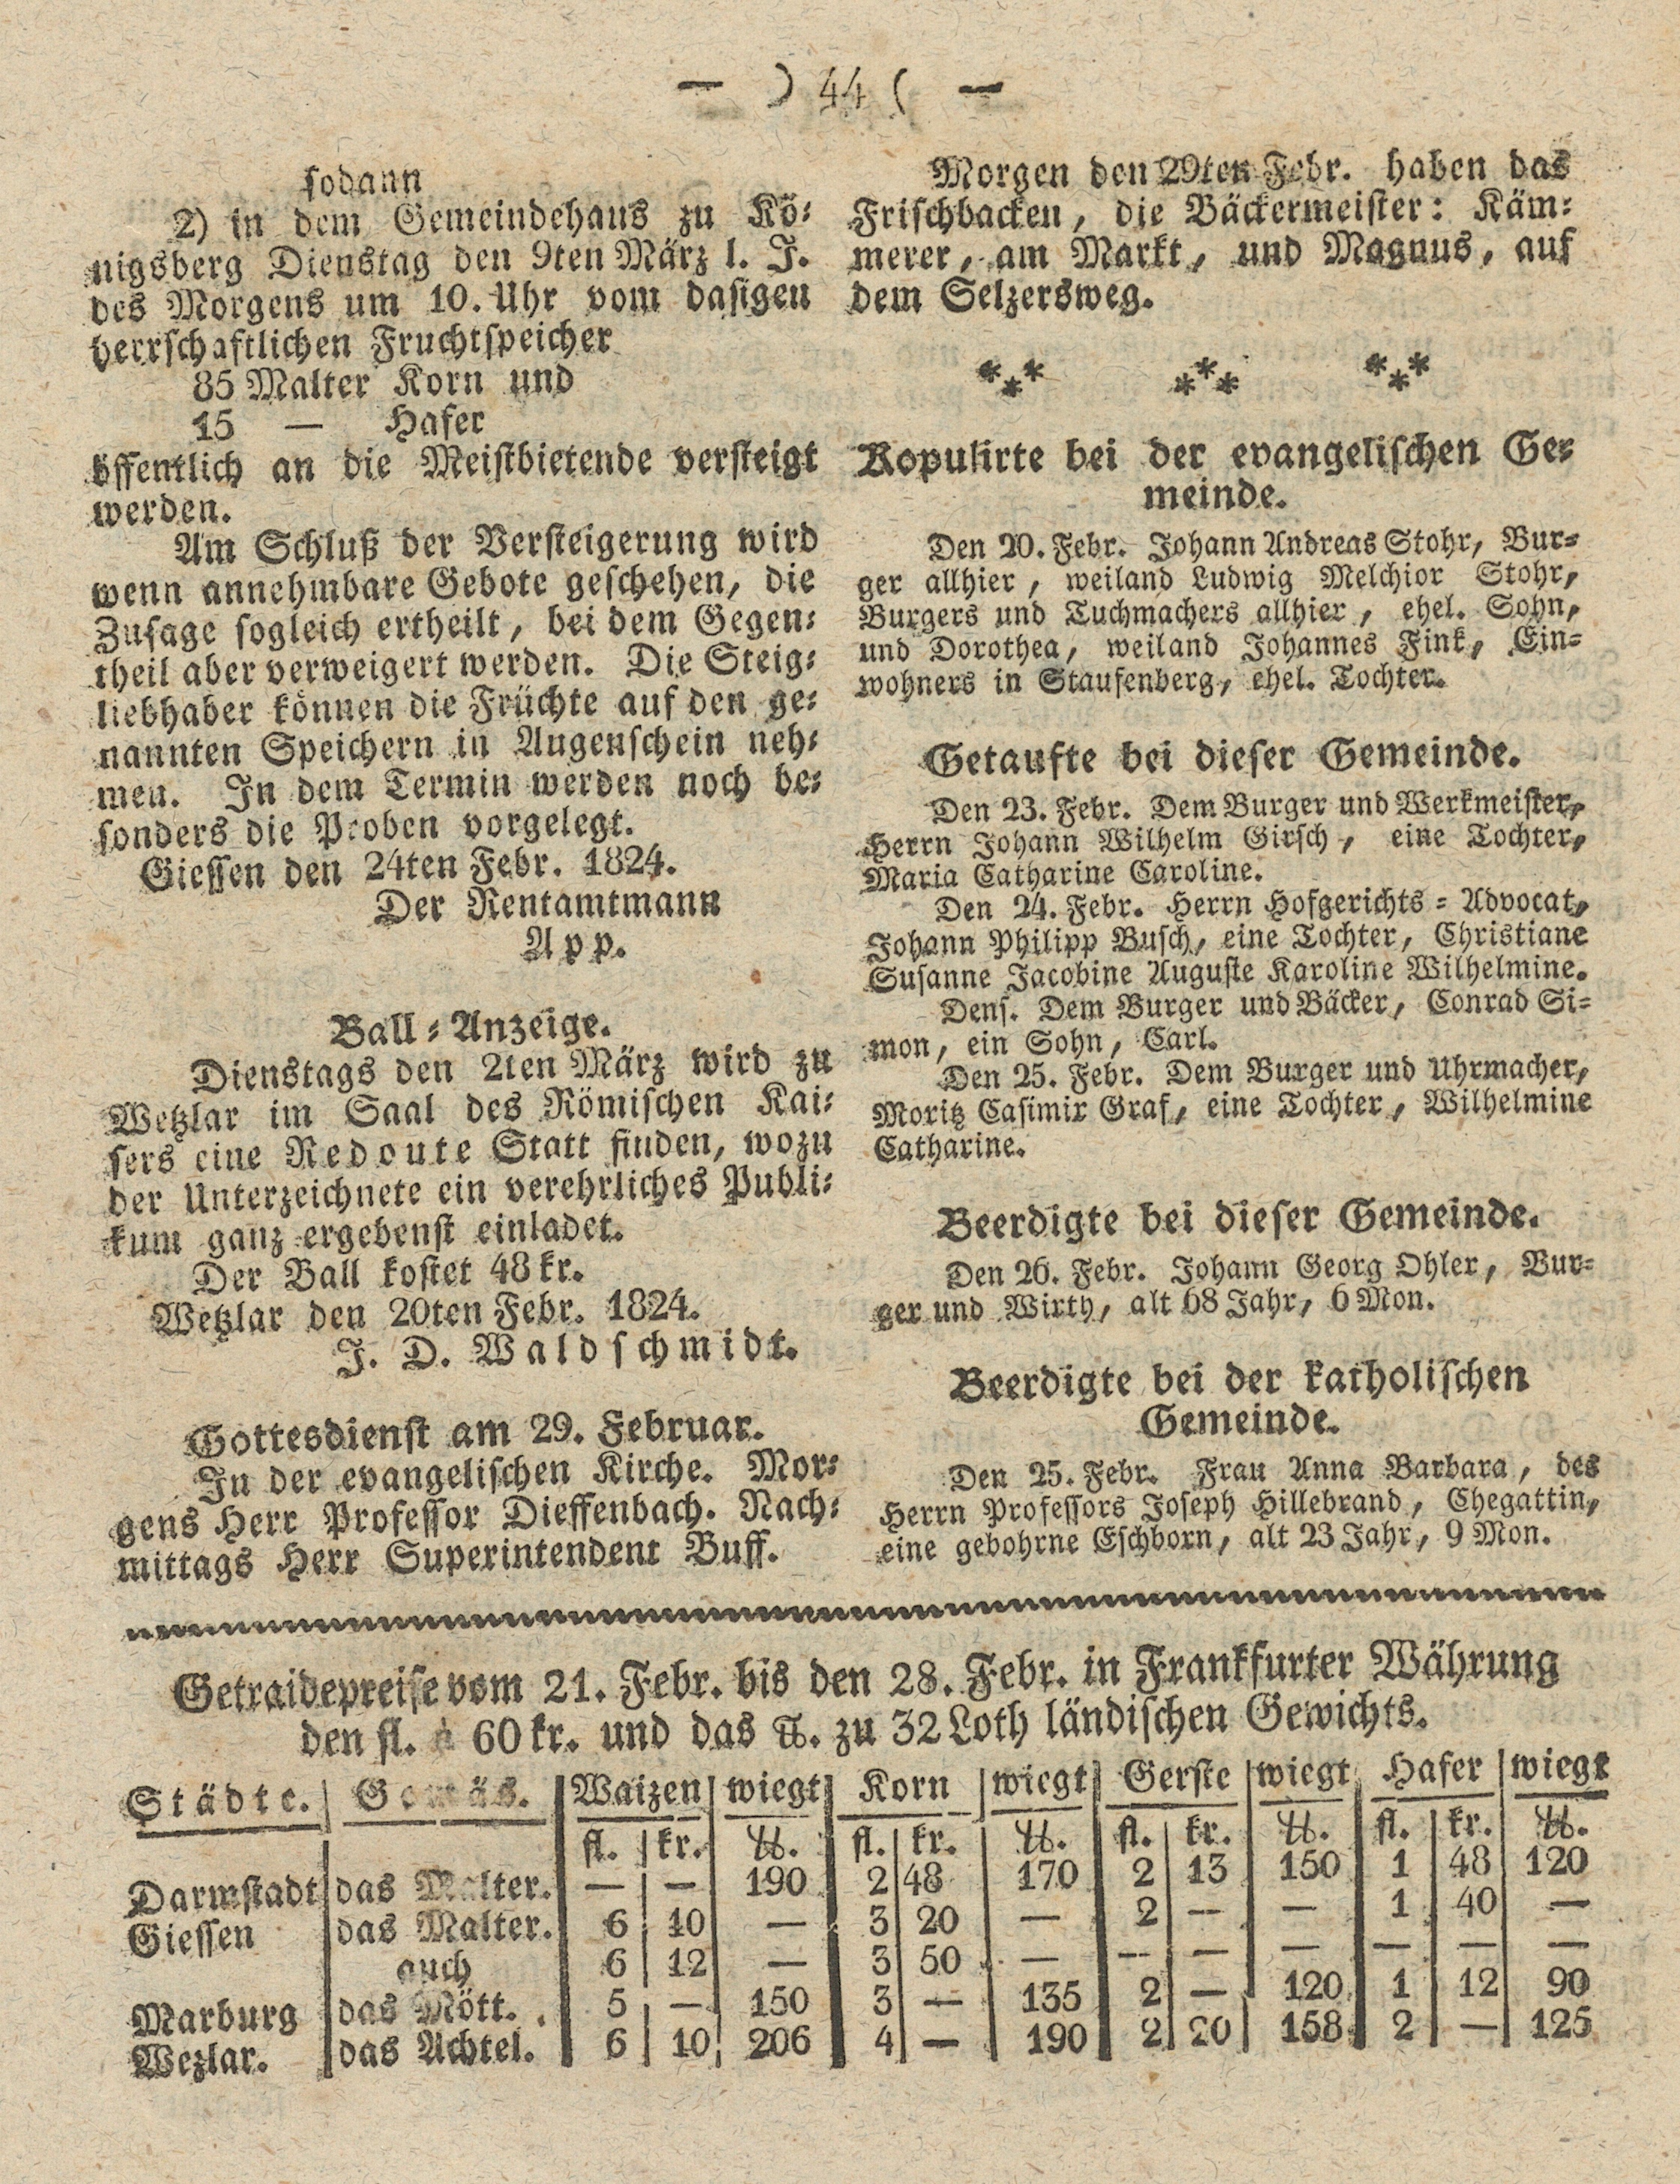 — ) 44 ( —
sodann
2) in dem Gemeindehaus zu Kö-
nigsberg Dienstag den 9ten März l. J.
des Morgens um 10. Uhr vom dasigen
herrschaftlichen Fruchtspeicher
85 Malter Korn und
15 — Hafer
öffentlich an die Meistbietende versteigt
werden.
Am Schluß der Versteigerung wird
wenn annehmbare Gebote geschehen, die
Zusage sogleich ertheilt, bei dem Gegen-
theil aber verweigert werden. Die Steig-
liebhaber können die Früchte auf den ge-
nannten Speichern in Augenschein neh-
men. In dem Termin werden noch be-
sonders die Proben vorgelegt.
Giessen den 24ten Febr. 1824.
Der Rentamtmann
App.
Ball-Anzeige.
Dienstags den 2ten März wird zu
Wetzlar im Saal des Römischen Kai-
sers eine Redoute Statt finden, wozu
der Unterzeichnete ein verehrliches Publi-
kum ganz ergebenst einladet.
Der Ball kostet 48 kr.
Wetzlar den 20ten Febr. 1824.
J. D. Waldschmidt.
Gottesdienst am 29. Februar.
In der evangelischen Kirche. Mor-
gens Herr Professor Dieffenbach. Nach-
mittags Herr Superintendent Buff.
Morgen den 29ten Febr. haben das
Frischbacken, die Bäckermeister: Käm-
merer, am Markt, und Magnus, auf
dem Selzersweg.
*** *** ***
Kopulirte bei der evangelischen Ge-
meinde.
Den 20. Febr. Johann Andreas Stohr, Bur-
ger allhier, weiland Ludwig Melchior Stohr,
Burgers und Tuchmachers allhier, ehel. Sohn,
und Dorothea, weiland Johannes Fink, Ein-
wohners in Staufenberg, ehel. Tochter.
Getaufte bei dieser Gemeinde.
Den 23. Febr. Dem Burger und Werkmeister,
Herrn Johann Wilhelm Girsch, eine Tochter,
Maria Catharine Caroline.
Den 24. Febr. Herrn Hofgerichts-Advocat,
Johann Philipp Busch, eine Tochter, Christiane
Susanne Jacobine Auguste Karoline Wilhelmine.
Dens. Dem Burger und Bäcker, Conrad Si-
mon, ein Sohn, Carl.
Den 25. Febr. Dem Burger und Uhrmacher,
Moritz Casimir Graf, eine Tochter, Wilhelmine
Catharine.
Beerdigte bei dieser Gemeinde.
Den 26. Febr. Johann Georg Ohler, Bur-
ger und Wirth, alt 68 Jahr, 6 Mon.
Beerdigte bei der katholischen
Gemeinde.
Den 25. Febr. Frau Anna Barbara, des
Herrn Professors Joseph Hillebrand, Ehegattin,
eine gebohrne Eschborn, alt 23 Jahr, 9 Mon.
Getraidepreise vom 21. Febr. bis den 28. Febr. in Frankfurter Währung
den fl. à 60 kr. und das ℔. zu 32 Loth ländischen Gewichts.
Städte. Gemäs. Waizen wiegt Korn wiegt Gerste wiegt Hafer wiegt
fl. kr. ℔. fl. kr. ℔. fl. kr. ℔. fl. kr. ℔.
Darmstadt das Malter. — — 190 2 48 170 2 13 150 1 48 120
Giessen das Malter. 6 10 — 3 20 — 2 — — 1 40 —
auch 6 12 — 3 50 — — — — — — —
Marburg das Mött. 5 — 150 3 — 135 2 — 120 1 12 90
Wezlar. das Achtel. 6 10 206 4 — 190 2 20 158 2 — 125